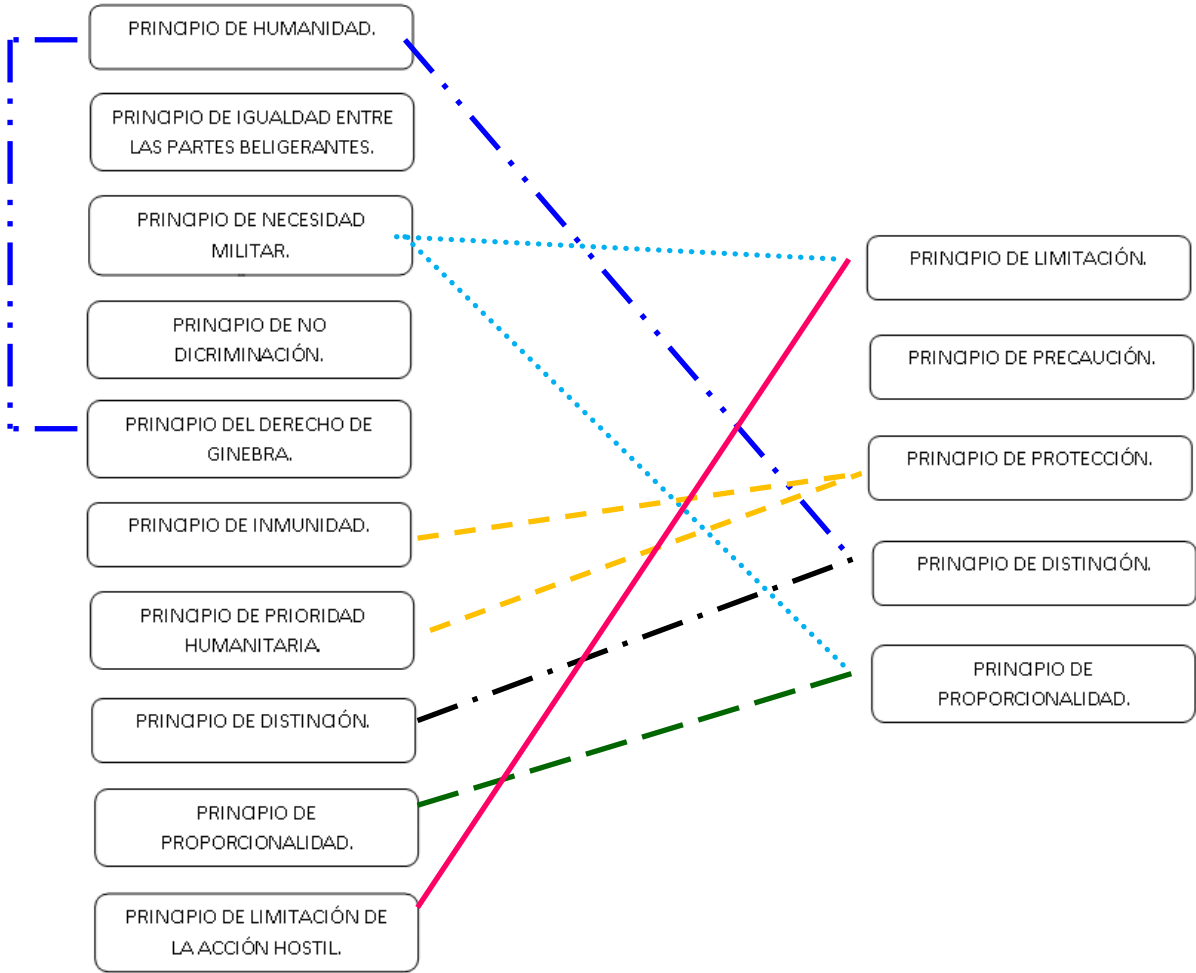 PRINCIPIO DE HUMANIDAD.
PRINCIPIO DE IGUALDAD ENTRE
LAS PARTES BELIGERANTES.
PRINCIPIO DE NECESIDAD
MILITAR.
PRINCIPIO DE NO
DICRIMINACIÓN.
PRINCIPIO DEL DERECHO DE
GINEBRA.
PRINCIPIO DE INMUNIDAD.
PRINCIPIO DE PRIORIDAD
HUMANITARIA.
PRINCIPIO DE DISTINCIÓN.
PRINCIPIO DE
PROPORCIONALIDAD.
PRINCIPIO DE LIMITACIÓN DE
LA ACCIÓN HOSTIL.
PRINCIPIO DE LIMITACIÓN.
PRINCIPIO DE PRECAUCIÓN.
PRINCIPIO DE PROTECCIÓN.
PRINCIPIO DE DISTINCIÓN.
PRINCIPIO DE
PROPORCIONALIDAD.